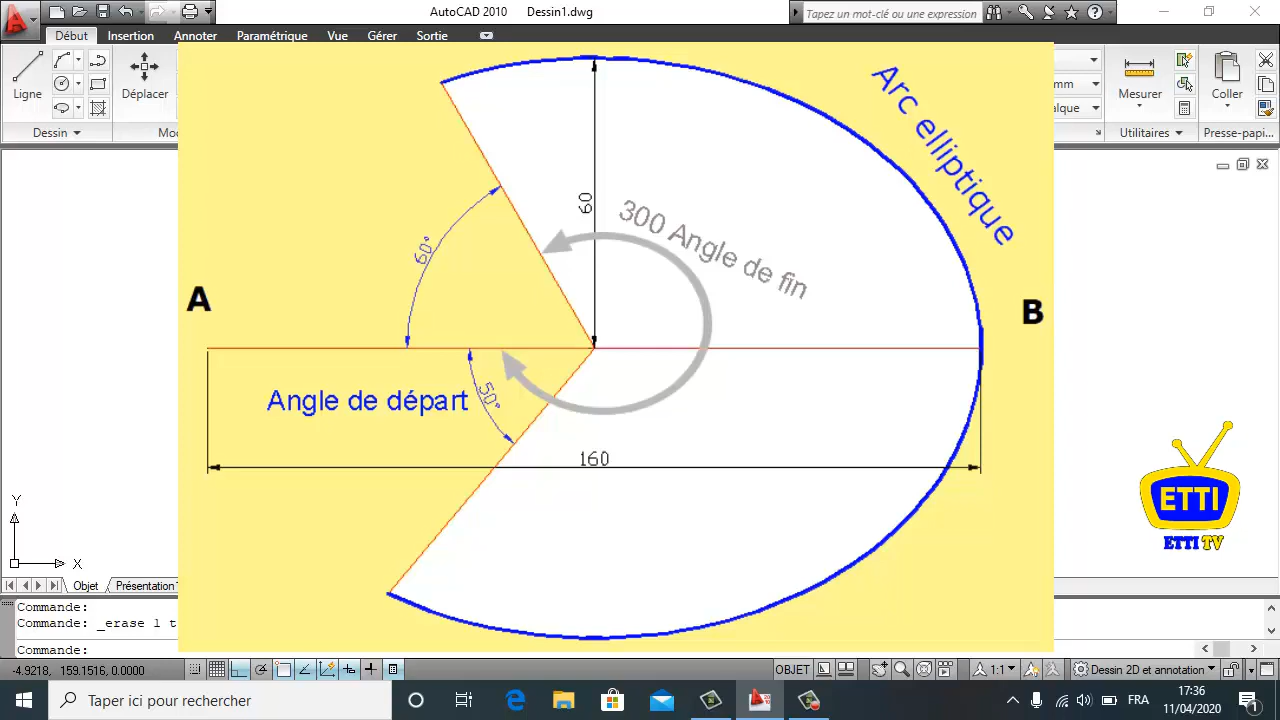 AutoCAD 2010 Dessin1.dwg
Tapez un mot-clé ou une expression
Début Insertion Annoter Paramétrique Vue Gérer Sortie
Ligne
Déplacer
Mesurer
Coller
Dessin
Utilitaires
Presse-papi...
Arc elliptique
60
300 Angle de fin
60°
A
B
Angle de départ
50°
160
ETTI
ETTI TV
Y
X
Objet Présentation
Commande:
Commande: _erase 1 t
Commande:
-4.9218, 159.1516, 0.0000
OBJET
1:1
Dessin 2D et annotation
Taper ici pour rechercher
FRA
17:36
11/04/2020